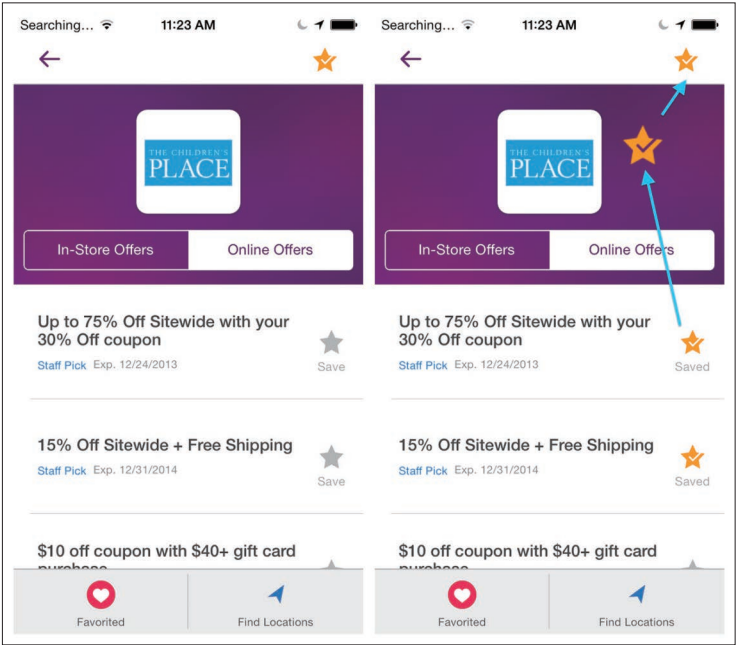 Searching... 11:23 AM
THE CHILDREN'S
PLACE
In-Store Offers Online Offers
Up to 75% Off Sitewide with your
30% Off coupon
Staff Pick Exp. 12/24/2013
Save
15% Off Sitewide + Free Shipping
Staff Pick Exp. 12/31/2014
Save
$10 off coupon with $40+ gift card
purchase
Favorited Find Locations
Searching... 11:23 AM
THE CHILDREN'S
PLACE
In-Store Offers Online Offers
Up to 75% Off Sitewide with your
30% Off coupon
Staff Pick Exp. 12/24/2013
Saved
15% Off Sitewide + Free Shipping
Staff Pick Exp. 12/31/2014
Saved
$10 off coupon with $40+ gift card
purchase
Favorited Find Locations